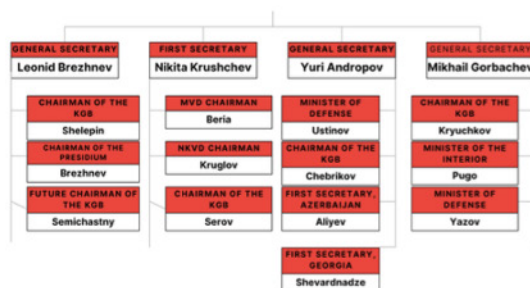 GENERAL SECRETARY
Leonid Brezhnev
CHAIRMAN OF THE
KGB
Shelepin
CHAIRMAN OF THE
PRESIDIUM
Brezhnev
FUTURE CHAIRMAN OF
THE KGB
Semichastny
FIRST SECRETARY
Nikita Krushchev
MVD CHAIRMAN
Beria
NKVD CHAIRMAN
Kruglov
CHAIRMAN OF THE
KGB
Serov
GENERAL SECRETARY
Yuri Andropov
MINISTER OF
DEFENSE
Ustinov
CHAIRMAN OF THE
KGB
Chebrikov
FIRST SECRETARY,
AZERBAIJAN
Aliyev
FIRST SECRETARY,
GEORGIA
Shevardnadze
GENERAL SECRETARY
Mikhail Gorbachev
CHAIRMAN OF THE
KGB
Kryuchkov
MINISTER OF THE
INTERIOR
Pugo
MINISTER OF
DEFENSE
Yazov